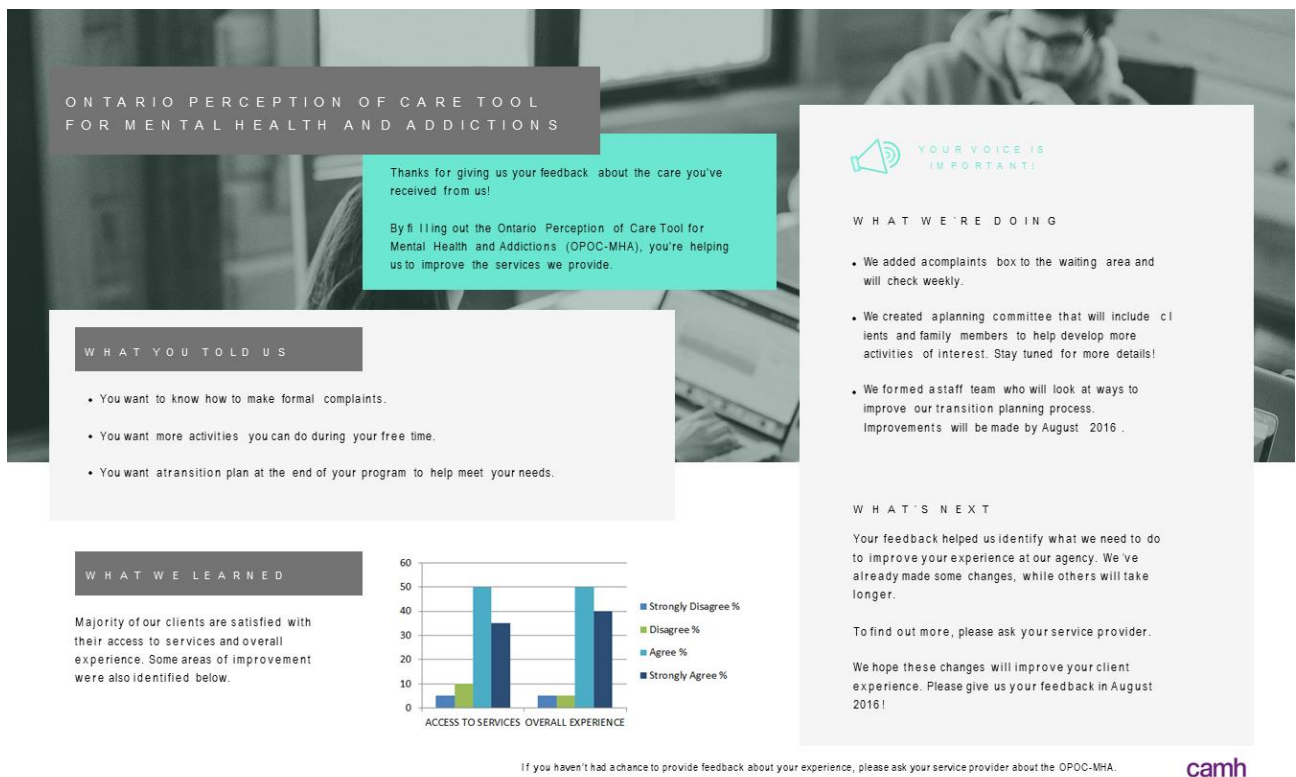 ONTARIO PERCEPTION OF CARE TOOL
FOR MENTAL HEALTH AND ADDICTIONS
Thanks for giving us your feedback about the care you've
received from us!
By fi lling out the Ontario Perception of Care Tool for
Mental Health and Addictions (OPOC-MHA), you're helping
us to improve the services we provide.
WHAT YOU TOLD US
• You want to know how to make formal complaints.
• You want more activities you can do during your free time.
• You want atransition plan at the end of your program to help meet your needs.
WHAT WE LEARNED
Majority of our clients are satisfied with
their access to services and overall
experience. Some areas of improvement
were also identified below.
60
50
40
30
20
10
0
ACCESS TO SERVICES OVERALL EXPERIENCE
Strongly Disagree %
Disagree %
Agree %
Strongly Agree %
YOUR VOICE IS
IMPORTANT!
WHAT WE'RE DOING
• We added acomplaints box to the waiting area and
will check weekly.
• We created aplanning committee that will include cl
ients and family members to help develop more
activities of interest. Stay tuned for more details!
• We formed astaff team who will look at ways to
improve our transition planning process.
Improvements will be made by August 2016 .
WHAT'S NEXT
Your feedback helped us identify what we need to do
to improve your experience at our agency. We 've
already made some changes, while others will take
longer.
To find out more, please ask your service provider.
We hope these changes will improve your client
experience. Please give us your feedback in August
2016!
If you haven't had achance to provide feedback about your experience, please ask your service provider about the OPOC-MHA.
camh